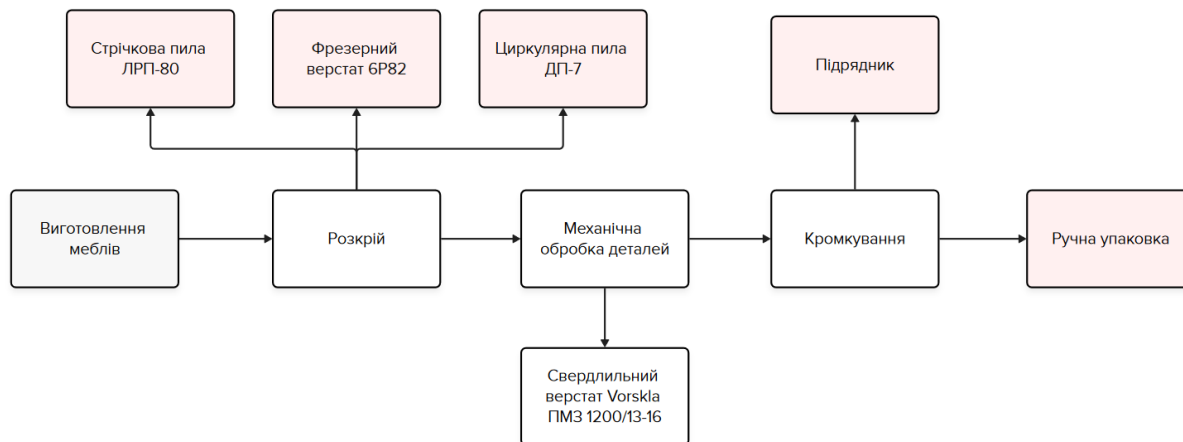 Стрічкова пила
ЛРП-80
Фрезерний
верстат 6Р82
Циркулярна пила
ДП-7
Підрядник
Виготовлення
меблів
Розкрій
Механічна
обробка деталей
Кромкування
Ручна упаковка
Свердлильний
верстат Vorskla
ПМЗ 1200/13-16